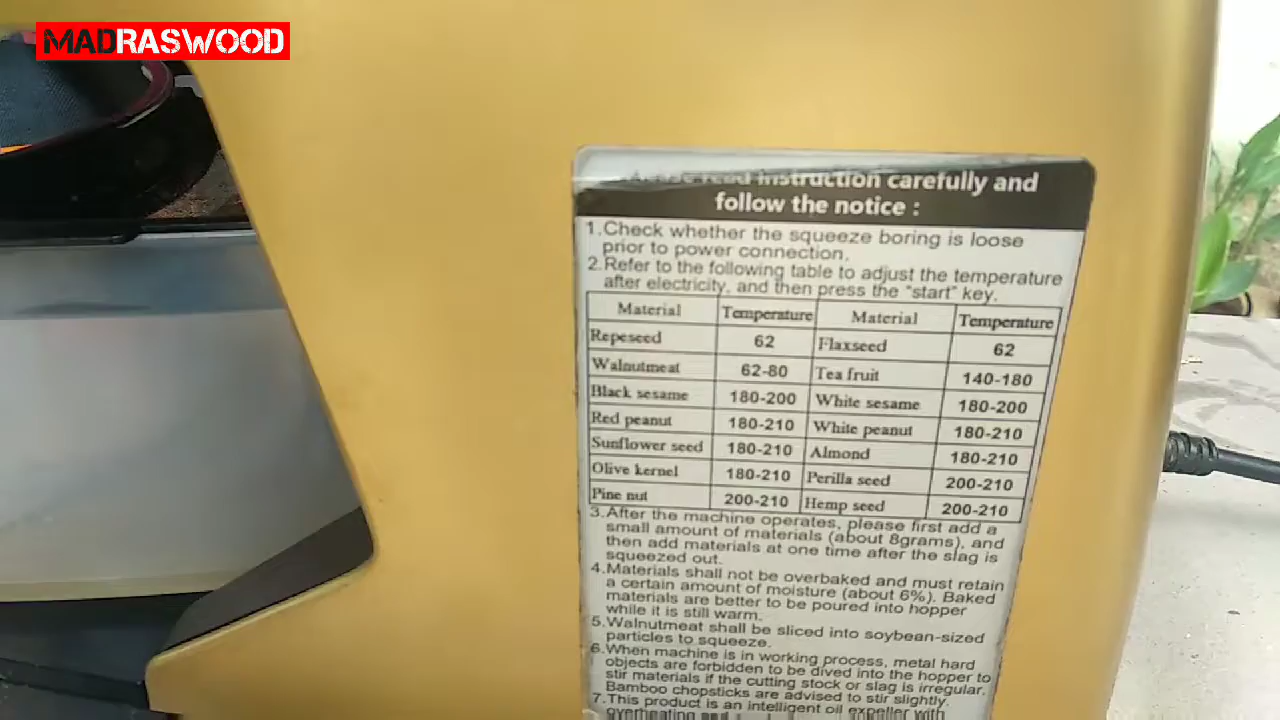 MADRASWOOD
instruction carefully and
follow the notice :
1.Check whether the squeeze boring is loose
prior to power connection.
2.Refer to the following table to adjust the temperature
after electricity, and then press the "start" key.
Material Temperature Material Temperature
Repeseed 62 Flaxseed 62
Walnutmeat 62-80 Tea fruit 140-180
Black sesame 180-200 White sesame 180-200
Red peanut 180-210 White peanut 180-210
Sunflower seed 180-210 Almond 180-210
Olive kernel 180-210 Perilla seed 200-210
Pine nut 200-210 Hemp seed 200-210
3.After the machine operates, please first add a
small amount of materials (about 8grams), and
then add materials at one time after the slag is
squeezed out.
4.Materials shall not be overbaked and must retain
a certain amount of moisture (about 6%). Baked
materials are better to be poured into hopper
while it is still warm.
5.Walnutmeat shall be sliced into soybean-sized
particles to squeeze.
6.When machine is in working process, metal hard
objects are forbidden to be dived into the hopper to
stir materials if the cutting stock or slag is irregular.
Bamboo chopsticks are advised to stir slightly.
7.This product is an intelligent oil expeller with
overheating and